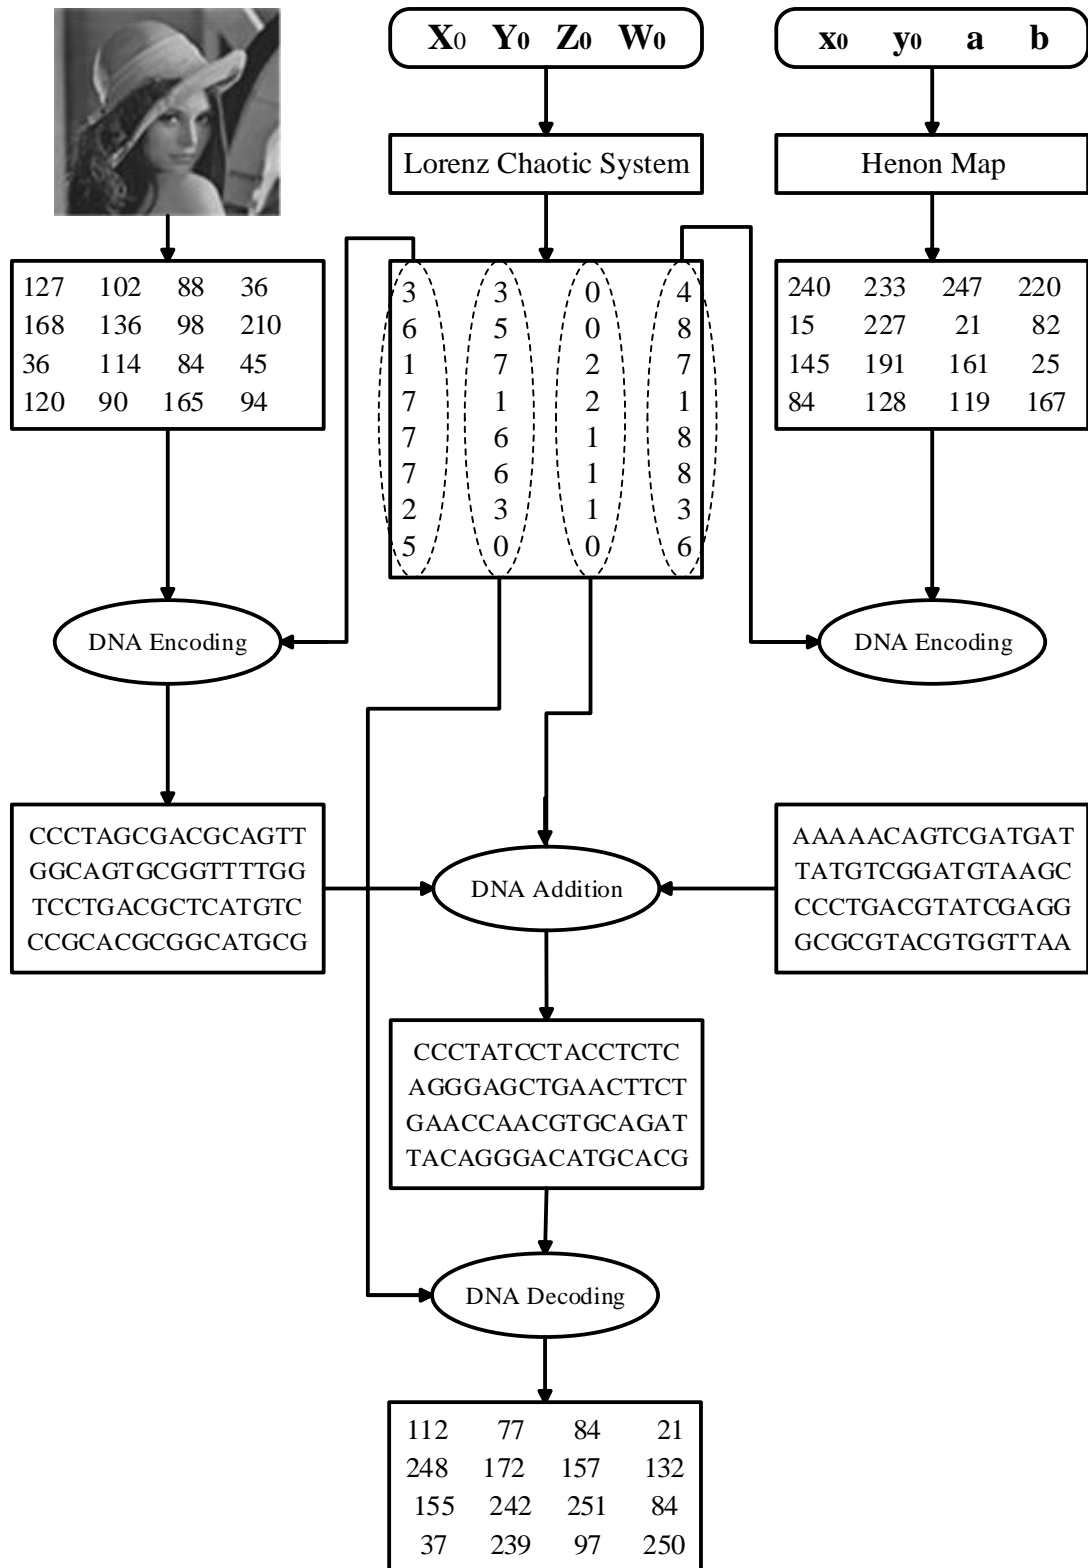 X0 Y0 Z0 W0
x0 y0 a b
Lorenz Chaotic System
Henon Map
127 102 88 36
168 136 98 210
36 114 84 45
120 90 165 94
3 3 0 4
6 5 0 8
1 7 2 7
7 1 2 1
7 6 1 8
7 6 1 8
2 3 1 3
5 0 0 6
240 233 247 220
15 227 21 82
145 191 161 25
84 128 119 167
DNA Encoding
DNA Encoding
CCCTAGCGACGCAGTT
GGCAGTGCGGTTTTGG
TCCTGACGCTCATGTC
CCGCACGCGGCATGCG
DNA Addition
AAAAACAGTCGATGAT
TATGTCGGATGTAAGC
CCCTGACGTATCGAGG
GCGCGTACGTGGTTAA
CCCTATCCTACCTCTC
AGGGAGCTGAACTTCT
GAACCAACGTGCAGAT
TACAGGGACATGCACG
DNA Decoding
112 77 84 21
248 172 157 132
155 242 251 84
37 239 97 250